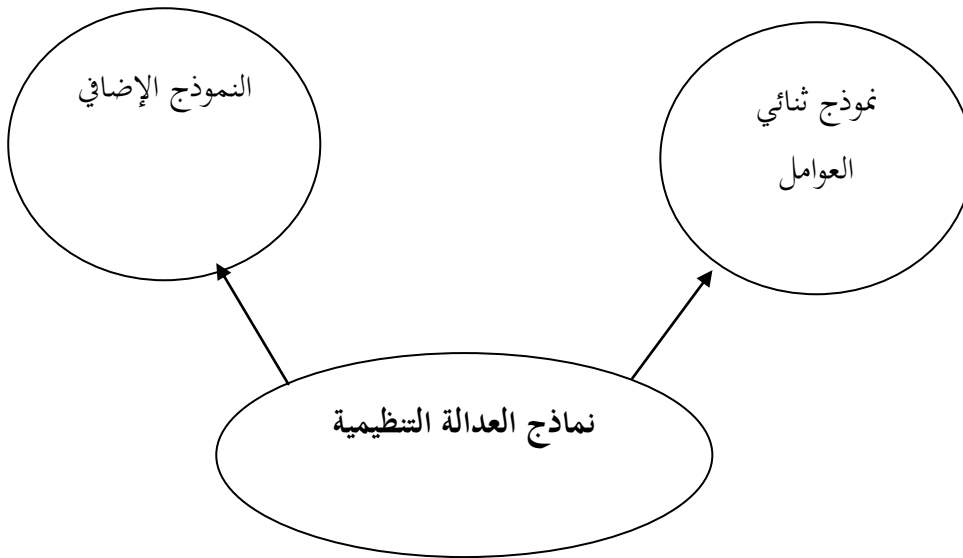 نموذج ثنائي
العوامل
النموذج الإضافي
نماذج العدالة التنظيمية